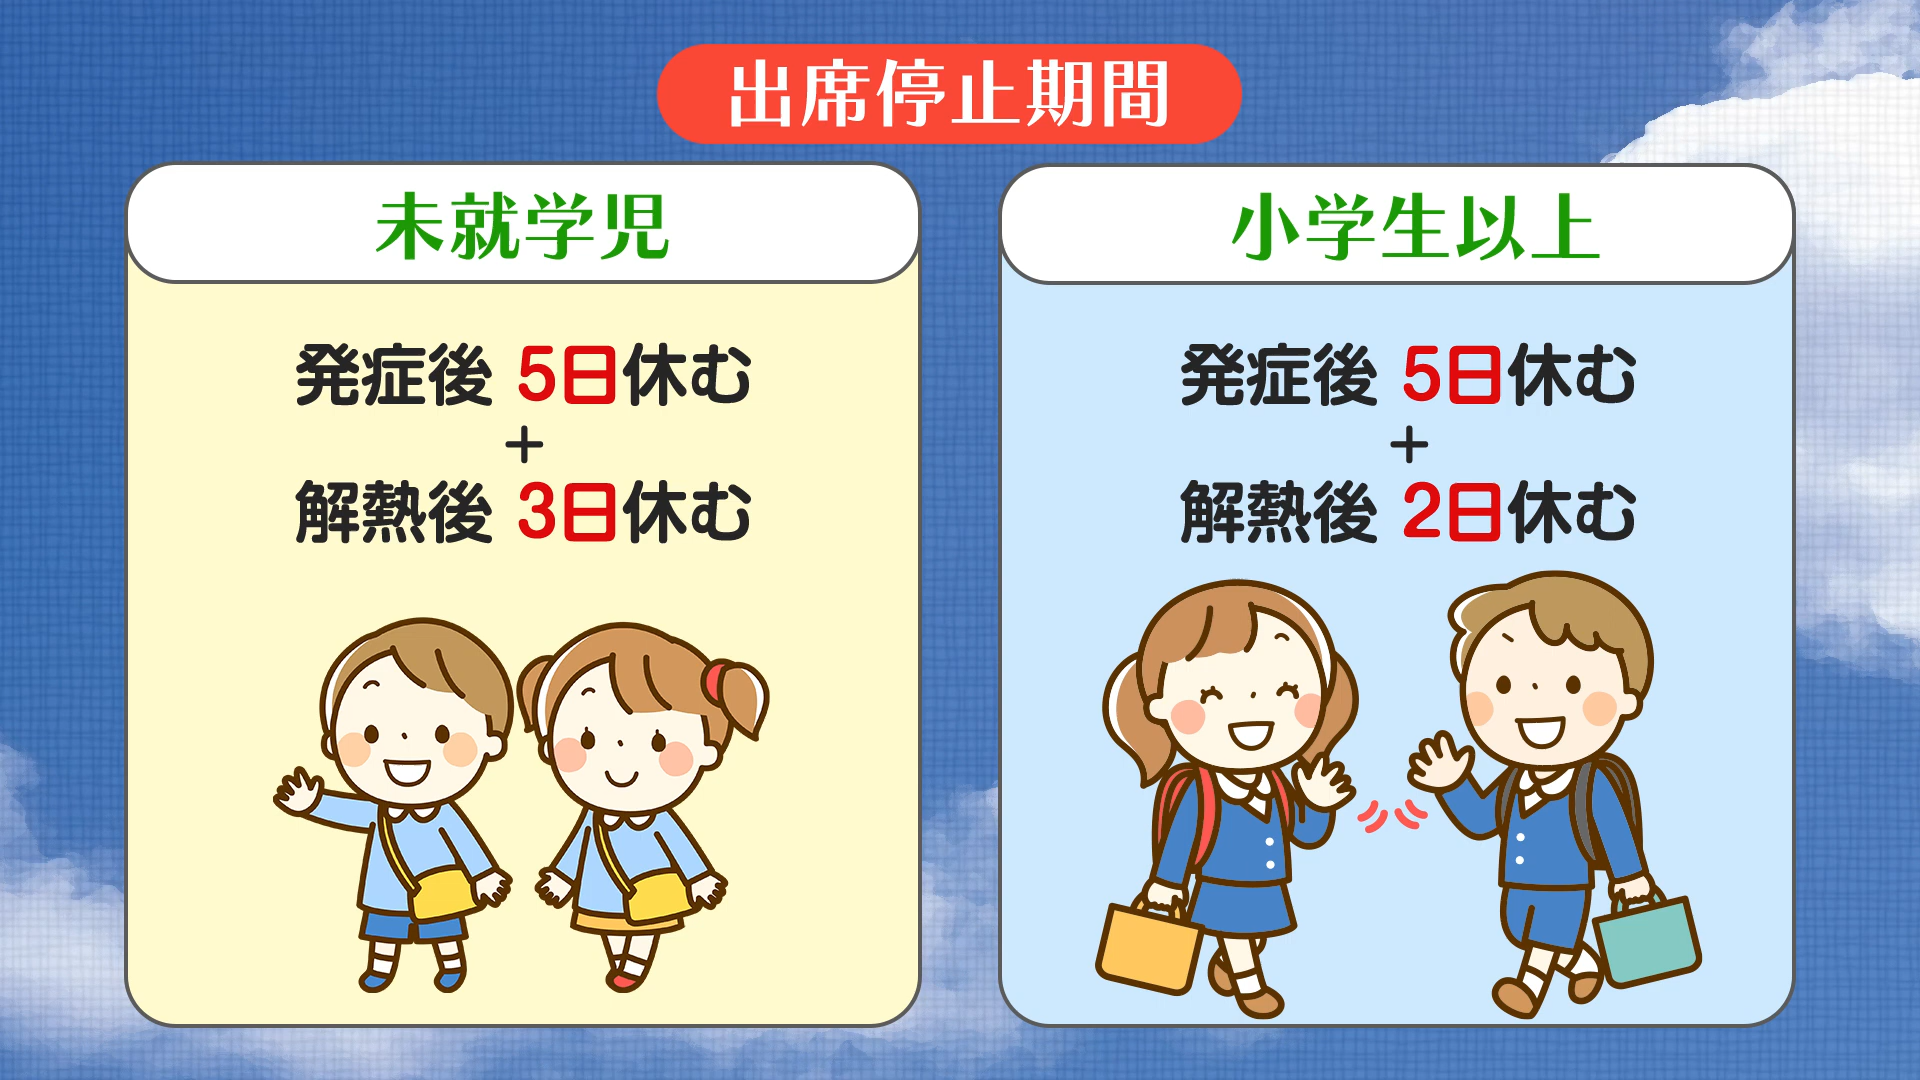 出席停止期間
未就学児
発症後 5日休む
+
解熱後 3日休む
小学生以上
発症後 5日休む
+
解熱後 2日休む